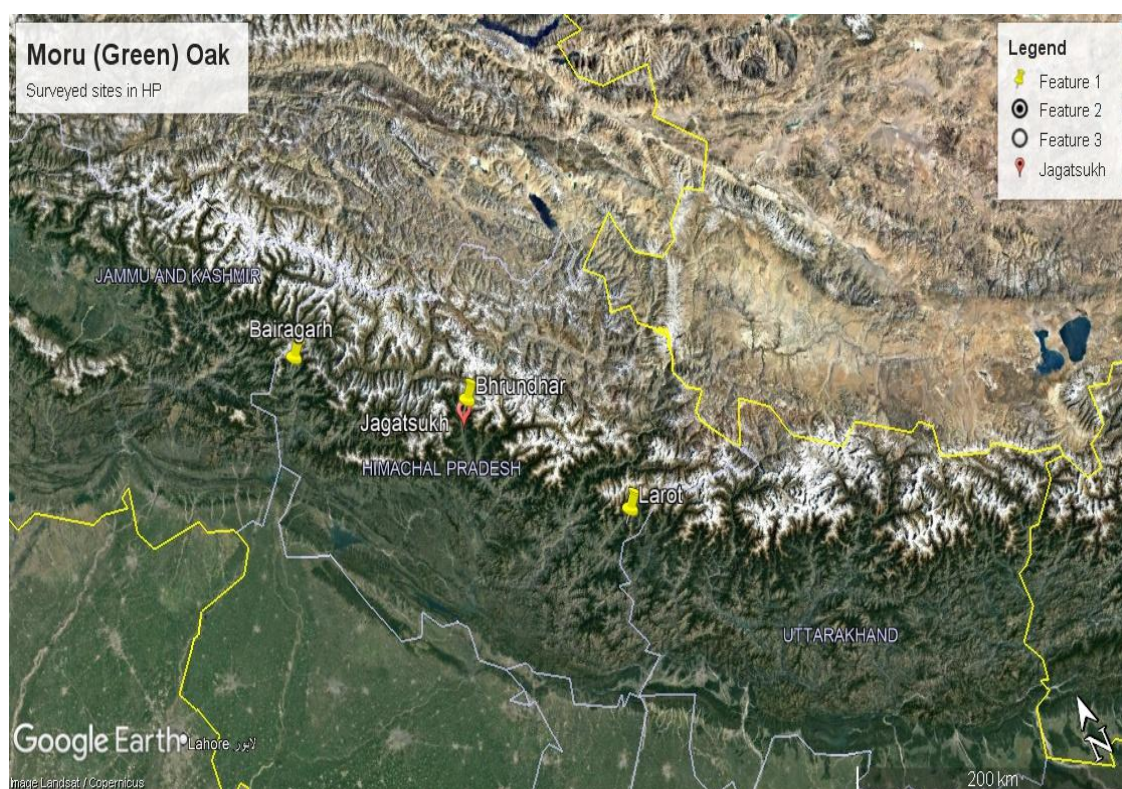 Moru (Green) Oak
Surveyed sites in HP
Legend
Feature 1
Feature 2
Feature 3
Jagatsukh
JAMMU AND KASHMIR
Bairagarh
Bhrundhar
Jagatsukh
HIMACHAL PRADESH
Larot
UTTARAKHAND
Google Earth
Lahore لاہور
Image Landsat / Copernicus
200 km
N